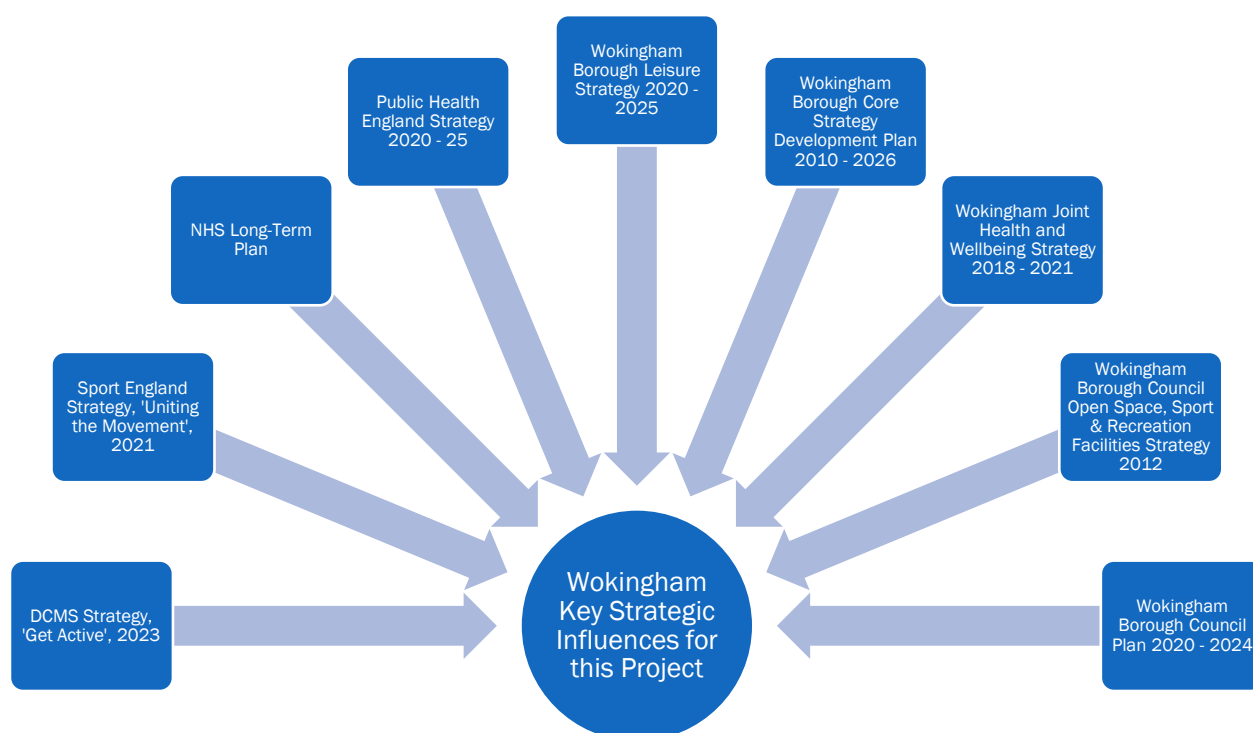 Wokingham
Borough Leisure
Strategy 2020 -
2025
Public Health
England Strategy
2020 - 25
Wokingham
Borough Core
Strategy
Development Plan
2010 - 2026
NHS Long-Term
Plan
Wokingham Joint
Health and
Wellbeing Strategy
2018 - 2021
Sport England
Strategy, 'Uniting
the Movement',
2021
Wokingham
Borough Council
Open Space, Sport
& Recreation
Facilities Strategy
2012
DCMS Strategy,
'Get Active', 2023
Wokingham
Key Strategic
Influences for
this Project
Wokingham
Borough Council
Plan 2020 - 2024